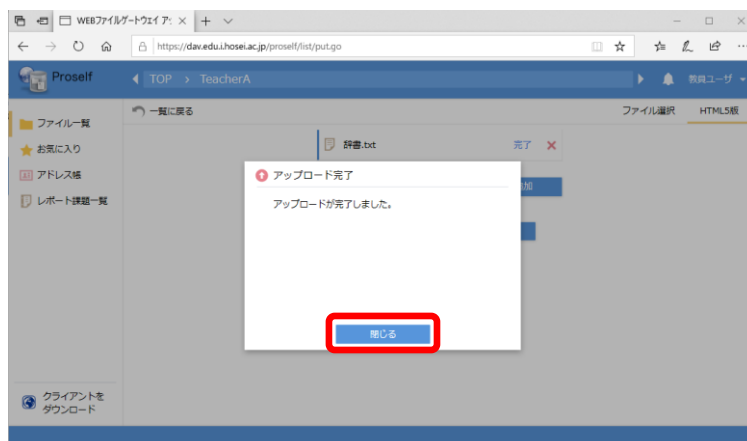 WEBファイルゲートウエイ ア:
https://dav.edu.i.hosei.ac.jp/proself/list/put.go
Proself
TOP > TeacherA
教員ユーザ
一覧に戻る
ファイル選択
HTML5版
ファイル一覧
お気に入り
アドレス帳
レポート課題一覧
辞書.txt
完了
アップロード完了
アップロードが完了しました。
閉じる
クライアントを
ダウンロード